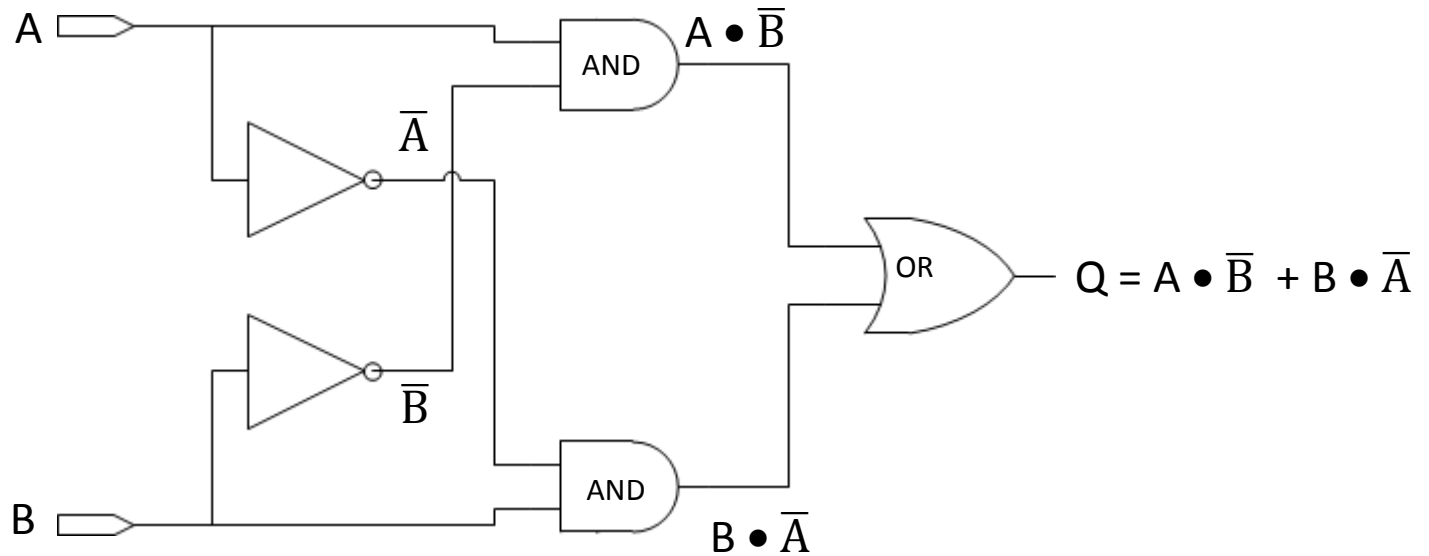 A
AND
A ● B̅
A̅
OR
Q = A ● B̅ + B ● A̅
B̅
AND
B
B ● A̅